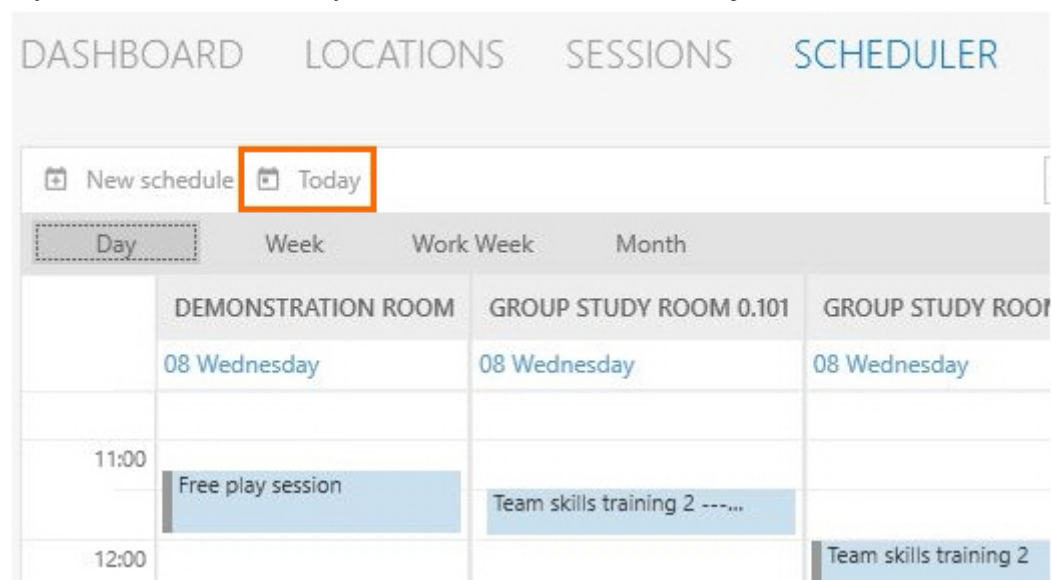 DASHBOARD LOCATIONS SESSIONS SCHEDULER
New schedule Today
Day Week Work Week Month
DEMONSTRATION ROOM GROUP STUDY ROOM 0.101 GROUP STUDY
08 Wednesday 08 Wednesday 08 Wednesday
11:00
Free play session
Team skills training 2 ---...
12:00
Team skills training 2